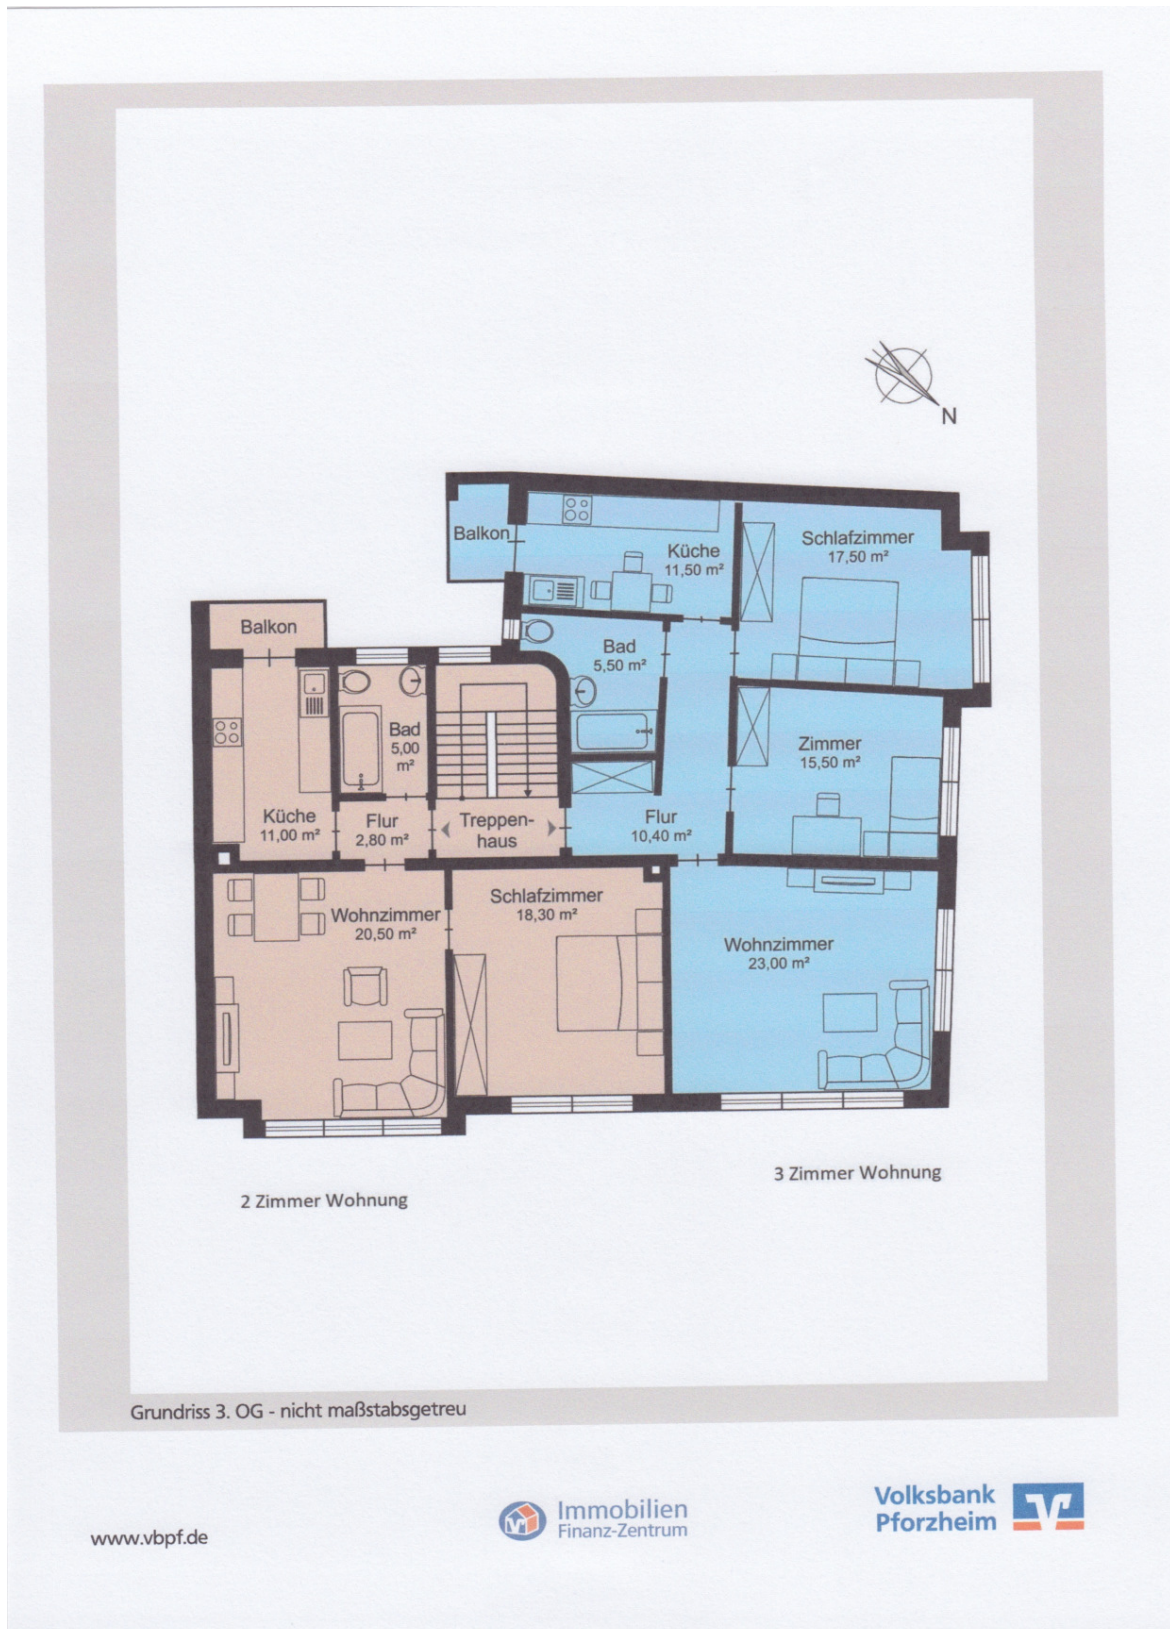 N
Balkon
Küche
11,50 m²
Schlafzimmer
17,50 m²
Balkon
Bad
5,50 m²
Bad
5,00
m²
Zimmer
15,50 m²
Küche
11,00 m²
Flur
2,80 m²
Treppen-
haus
Flur
10,40 m²
Wohnzimmer
20,50 m²
Schlafzimmer
18,30 m²
Wohnzimmer
23,00 m²
2 Zimmer Wohnung
3 Zimmer Wohnung
Grundriss 3. OG - nicht maßstabsgetreu
www.vbpf.de
Immobilien
Finanz-Zentrum
Volksbank
Pforzheim